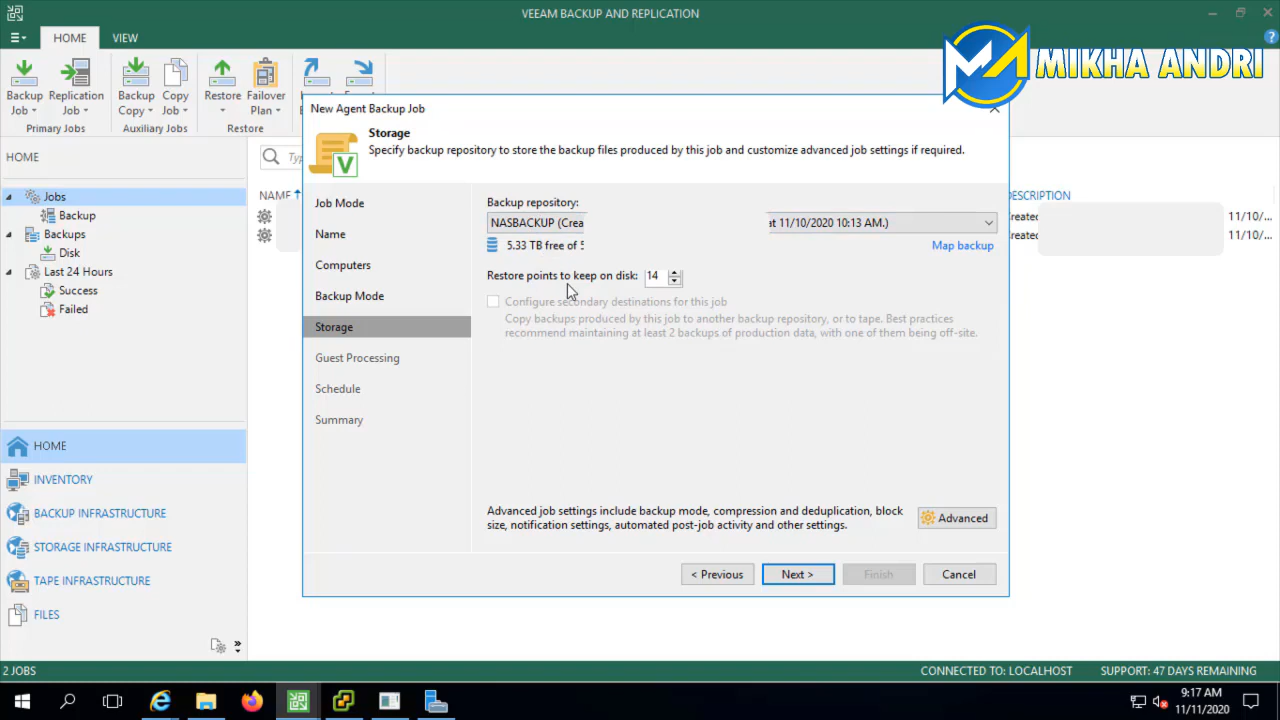 VEEAM BACKUP AND REPLICATION
HOME
VIEW
MIKHA ANDRI
Backup
Job
Replication
Job
Backup
Copy
Copy
Job
Restore
Failover
Plan
Primary Jobs
Auxiliary Jobs
Restore
HOME
Jobs
Backup
Backups
Disk
Last 24 Hours
Success
Failed
HOME
INVENTORY
BACKUP INFRASTRUCTURE
STORAGE INFRASTRUCTURE
TAPE INFRASTRUCTURE
FILES
NAME
DESCRIPTION
Created
11/10/...
Created
11/10/...
New Agent Backup Job
Storage
Specify backup repository to store the backup files produced by this job and customize advanced job settings if required.
Job Mode
Name
Computers
Backup Mode
Storage
Guest Processing
Schedule
Summary
Backup repository:
NASBACKUP (Crea
at 11/10/2020 10:13 AM.)
5.33 TB free of 5
Map backup
Restore points to keep on disk: 14
Configure secondary destinations for this job
Copy backups produced by this job to another backup repository, or to tape. Best practices
recommend maintaining at least 2 backups of production data, with one of them being off-site.
Advanced job settings include backup mode, compression and deduplication, block
size, notification settings, automated post-job activity and other settings.
Advanced
< Previous
Next >
Finish
Cancel
2 JOBS
CONNECTED TO: LOCALHOST
SUPPORT: 47 DAYS REMAINING
9:17 AM
11/11/2020